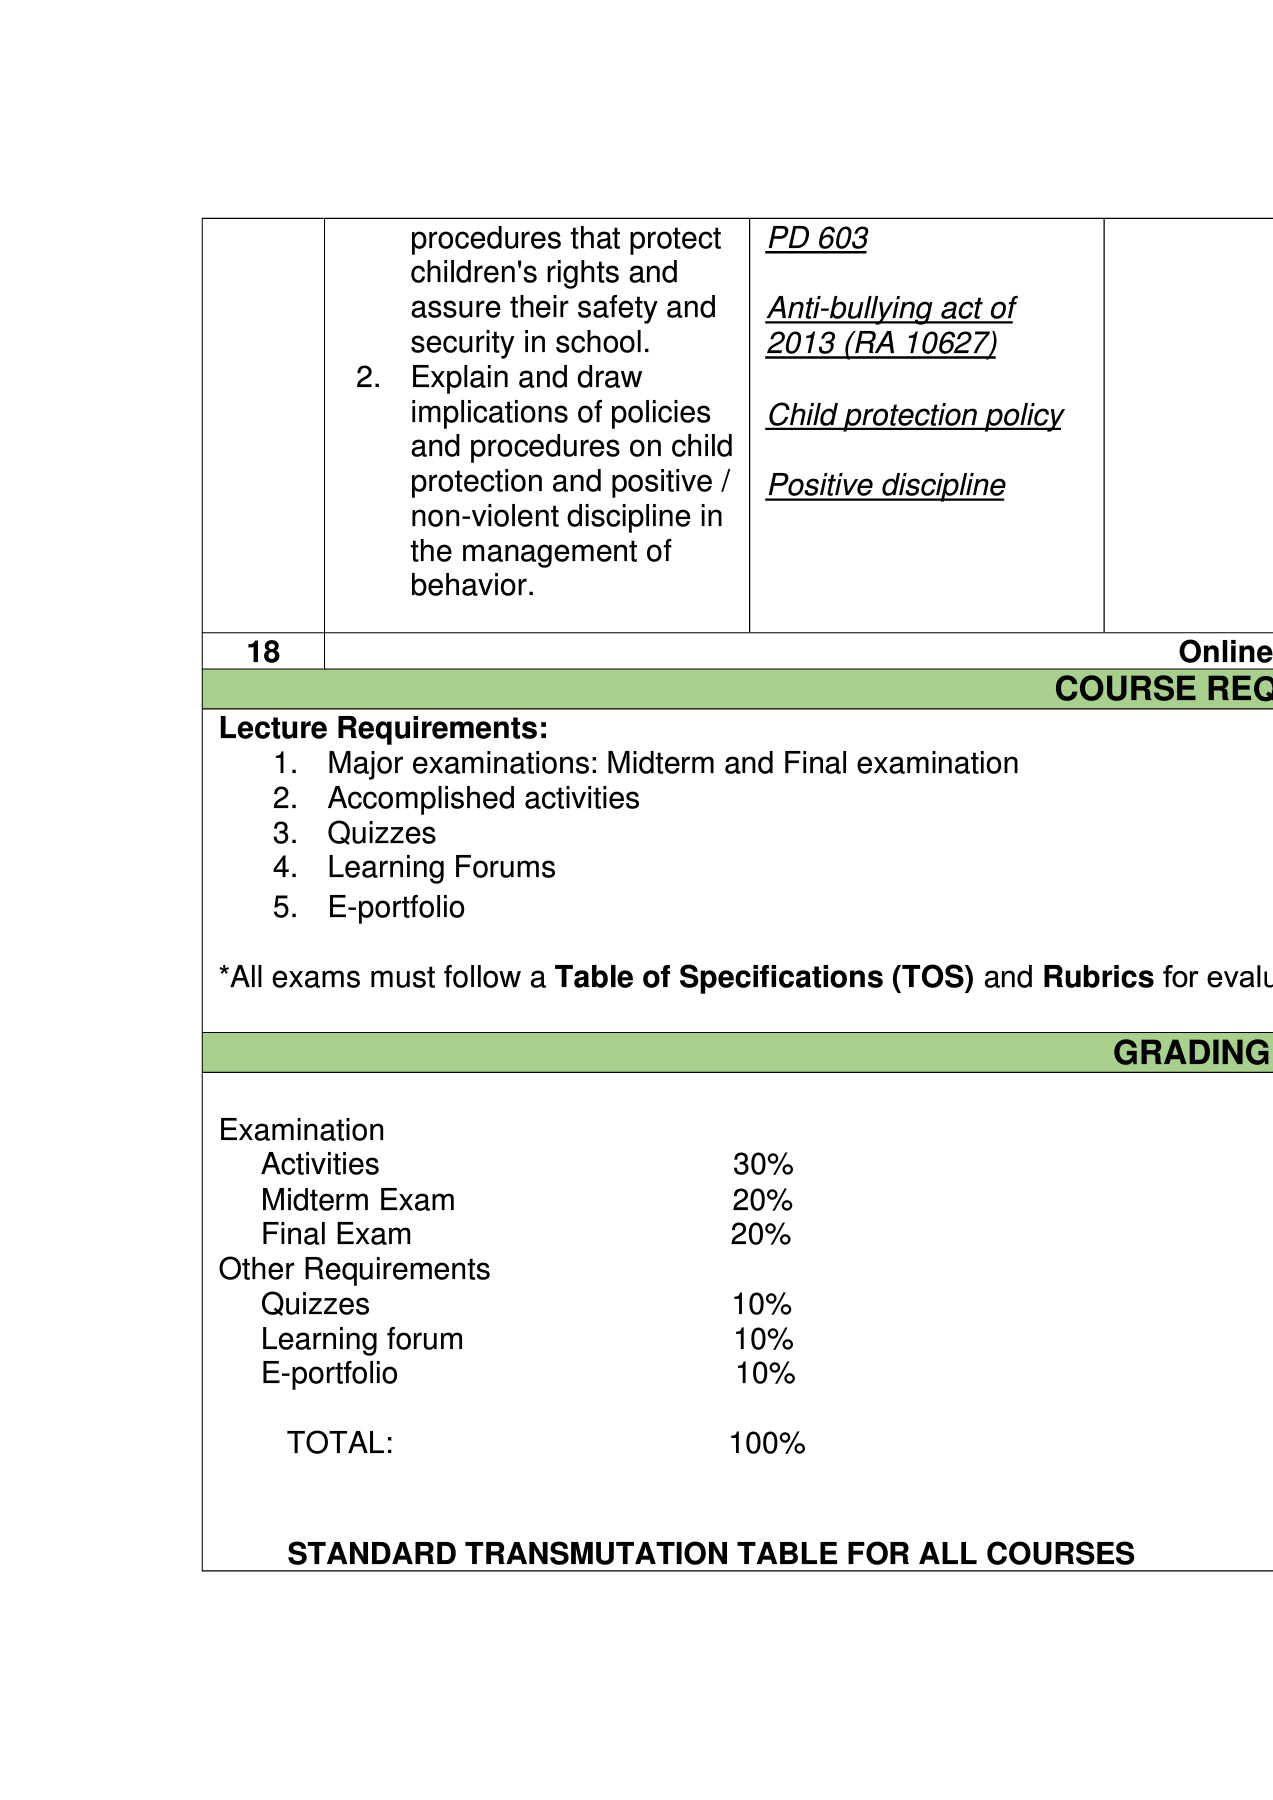 procedures that protect
children's rights and
assure their safety and
security in school.
2. Explain and draw
implications of policies
and procedures on child
protection and positive /
non-violent discipline in
the management of
behavior.
PD 603
Anti-bullying act of
2013 (RA 10627)
Child protection policy
Positive discipline
18 Online
COURSE REQ
Lecture Requirements:
1. Major examinations: Midterm and Final examination
2. Accomplished activities
3. Quizzes
4. Learning Forums
5. E-portfolio
*All exams must follow a Table of Specifications (TOS) and Rubrics for evalu
GRADING
Examination
Activities 30%
Midterm Exam 20%
Final Exam 20%
Other Requirements
Quizzes 10%
Learning forum 10%
E-portfolio 10%
TOTAL: 100%
STANDARD TRANSMUTATION TABLE FOR ALL COURSES